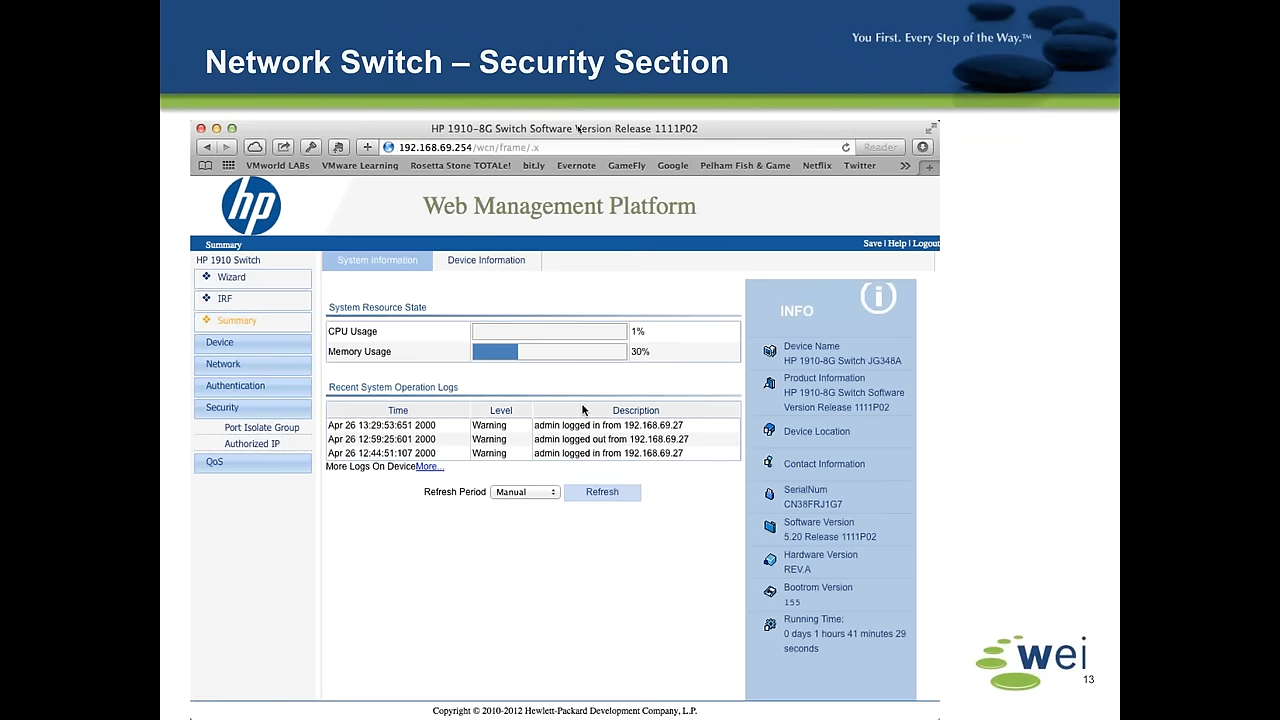 You First. Every Step of the Way.™
Network Switch – Security Section
HP 1910-8G Switch Software Version Release 1111P02
192.168.69.254/wcn/frame/.x
Reader
VMworld LABs VMware Learning Rosetta Stone TOTALe! bit.ly Evernote GameFly Google Pelham Fish & Game Netflix Twitter
hp
Web Management Platform
Summary
Save | Help | Logout
HP 1910 Switch
Wizard
IRF
Summary
Device
Network
Authentication
Security
Port Isolate Group
Authorized IP
QoS
System Information Device Information
System Resource State
CPU Usage 1%
Memory Usage 30%
Recent System Operation Logs
Time Level Description
Apr 26 13:29:53:651 2000 Warning admin logged in from 192.168.69.27
Apr 26 12:59:25:601 2000 Warning admin logged out from 192.168.69.27
Apr 26 12:44:51:107 2000 Warning admin logged in from 192.168.69.27
More Logs On DeviceMore...
Refresh Period Manual Refresh
INFO
Device Name
HP 1910-8G Switch JG348A
Product Information
HP 1910-8G Switch Software
Version Release 1111P02
Device Location
Contact Information
SerialNum
CN38FRJ1G7
Software Version
5.20 Release 1111P02
Hardware Version
REV.A
Bootrom Version
155
Running Time:
0 days 1 hours 41 minutes 29
seconds
Copyright © 2010-2012 Hewlett-Packard Development Company, L.P.
wei
13